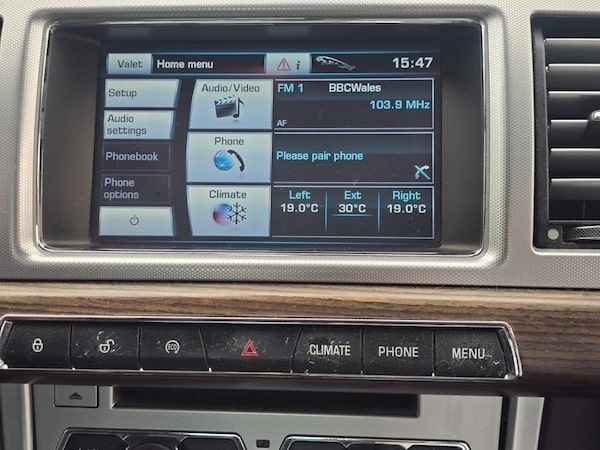 Valet Home menu i 15:47
Setup
Audio
settings
Phonebook
Phone
options
Audio/Video
Phone
Climate
FM 1 BBCWales
103.9 MHz
AF
Please pair phone
Left Ext Right
19.0°C 30°C 19.0°C
ECO CLIMATE PHONE MENU